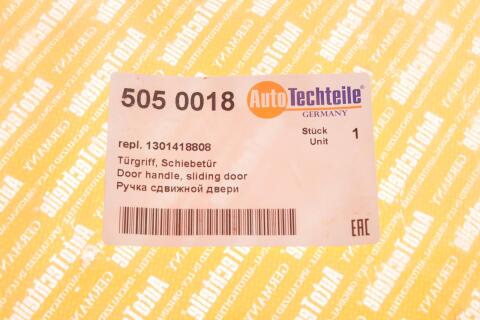 505 0018
AutoTechteile
GERMANY
Stück
Unit 1
repl. 1301418808
Türgriff, Schiebetür
Door handle, sliding door
Ручка сдвижной двери
EAC